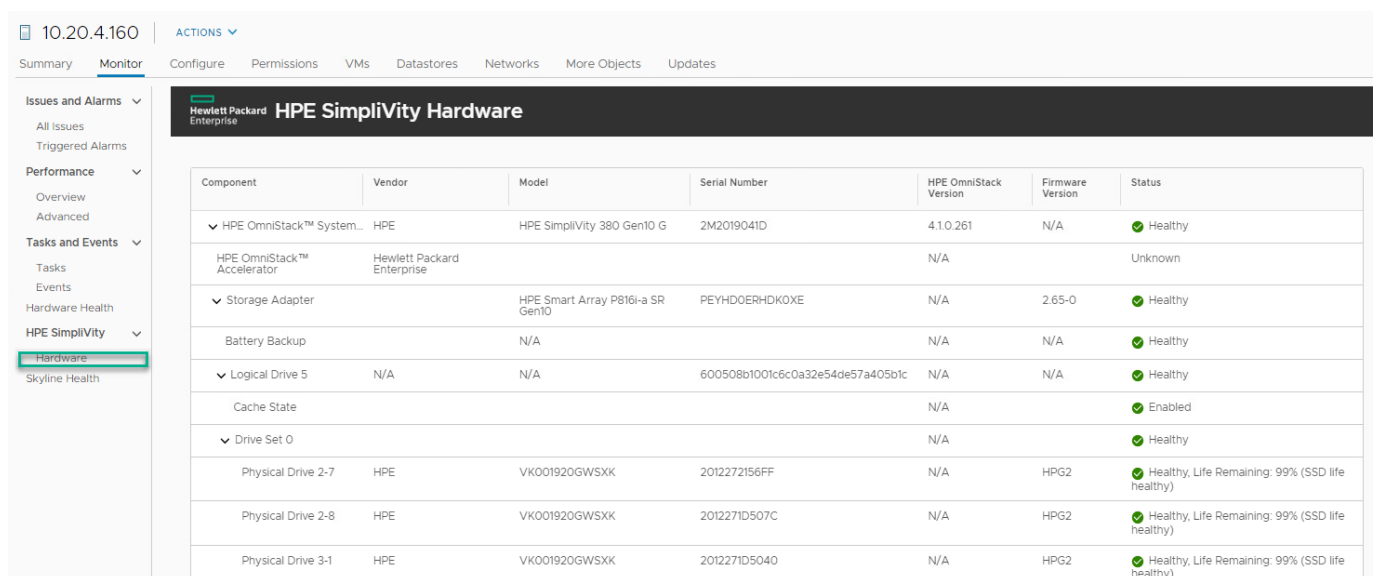 10.20.4.160 ACTIONS
Summary Monitor Configure Permissions VMs Datastores Networks More Objects Updates
Issues and Alarms
All Issues
Triggered Alarms
Performance
Overview
Advanced
Tasks and Events
Tasks
Events
Hardware Health
HPE SimpliVity
Hardware
Skyline Health
Hewlett Packard
Enterprise
HPE SimpliVity Hardware
Component Vendor Model Serial Number HPE OmniStack Version Firmware Version Status
HPE OmniStack™ System... HPE HPE SimpliVity 380 Gen10 G 2M2019041D 4.1.0.261 N/A Healthy
HPE OmniStack™ Accelerator Hewlett Packard Enterprise N/A Unknown
Storage Adapter HPE Smart Array P816i-a SR Gen10 PEYHD0ERHDK0XE N/A 2.65-0 Healthy
Battery Backup N/A N/A N/A Healthy
Logical Drive 5 N/A N/A 600508b1001c6c0a32e54de57a405b1c N/A N/A Healthy
Cache State N/A Enabled
Drive Set 0 N/A Healthy
Physical Drive 2-7 HPE VK001920GWSXK 2012272156FF N/A HPG2 Healthy, Life Remaining: 99% (SSD life healthy)
Physical Drive 2-8 HPE VK001920GWSXK 2012271D507C N/A HPG2 Healthy, Life Remaining: 99% (SSD life healthy)
Physical Drive 3-1 HPE VK001920GWSXK 2012271D5040 N/A HPG2 Healthy, Life Remaining: 99% (SSD life healthy)